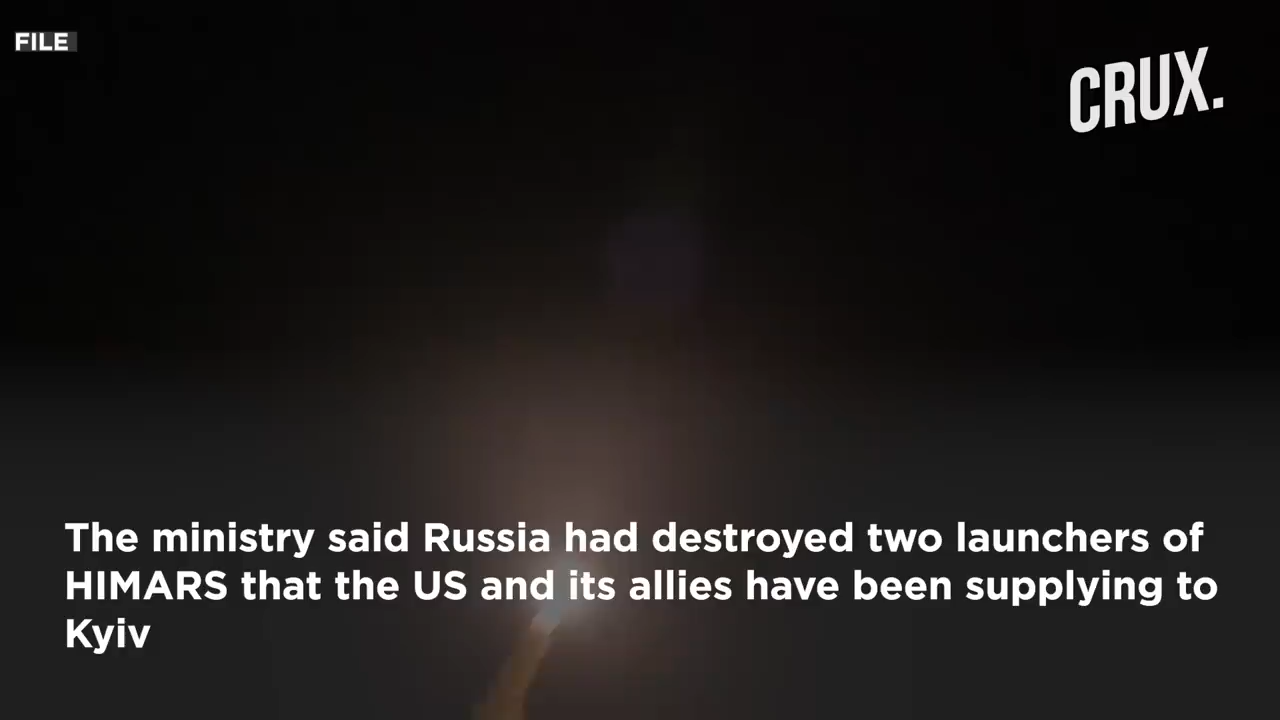 FILE
CRUX.
The ministry said Russia had destroyed two launchers of
HIMARS that the US and its allies have been supplying to
Kyiv